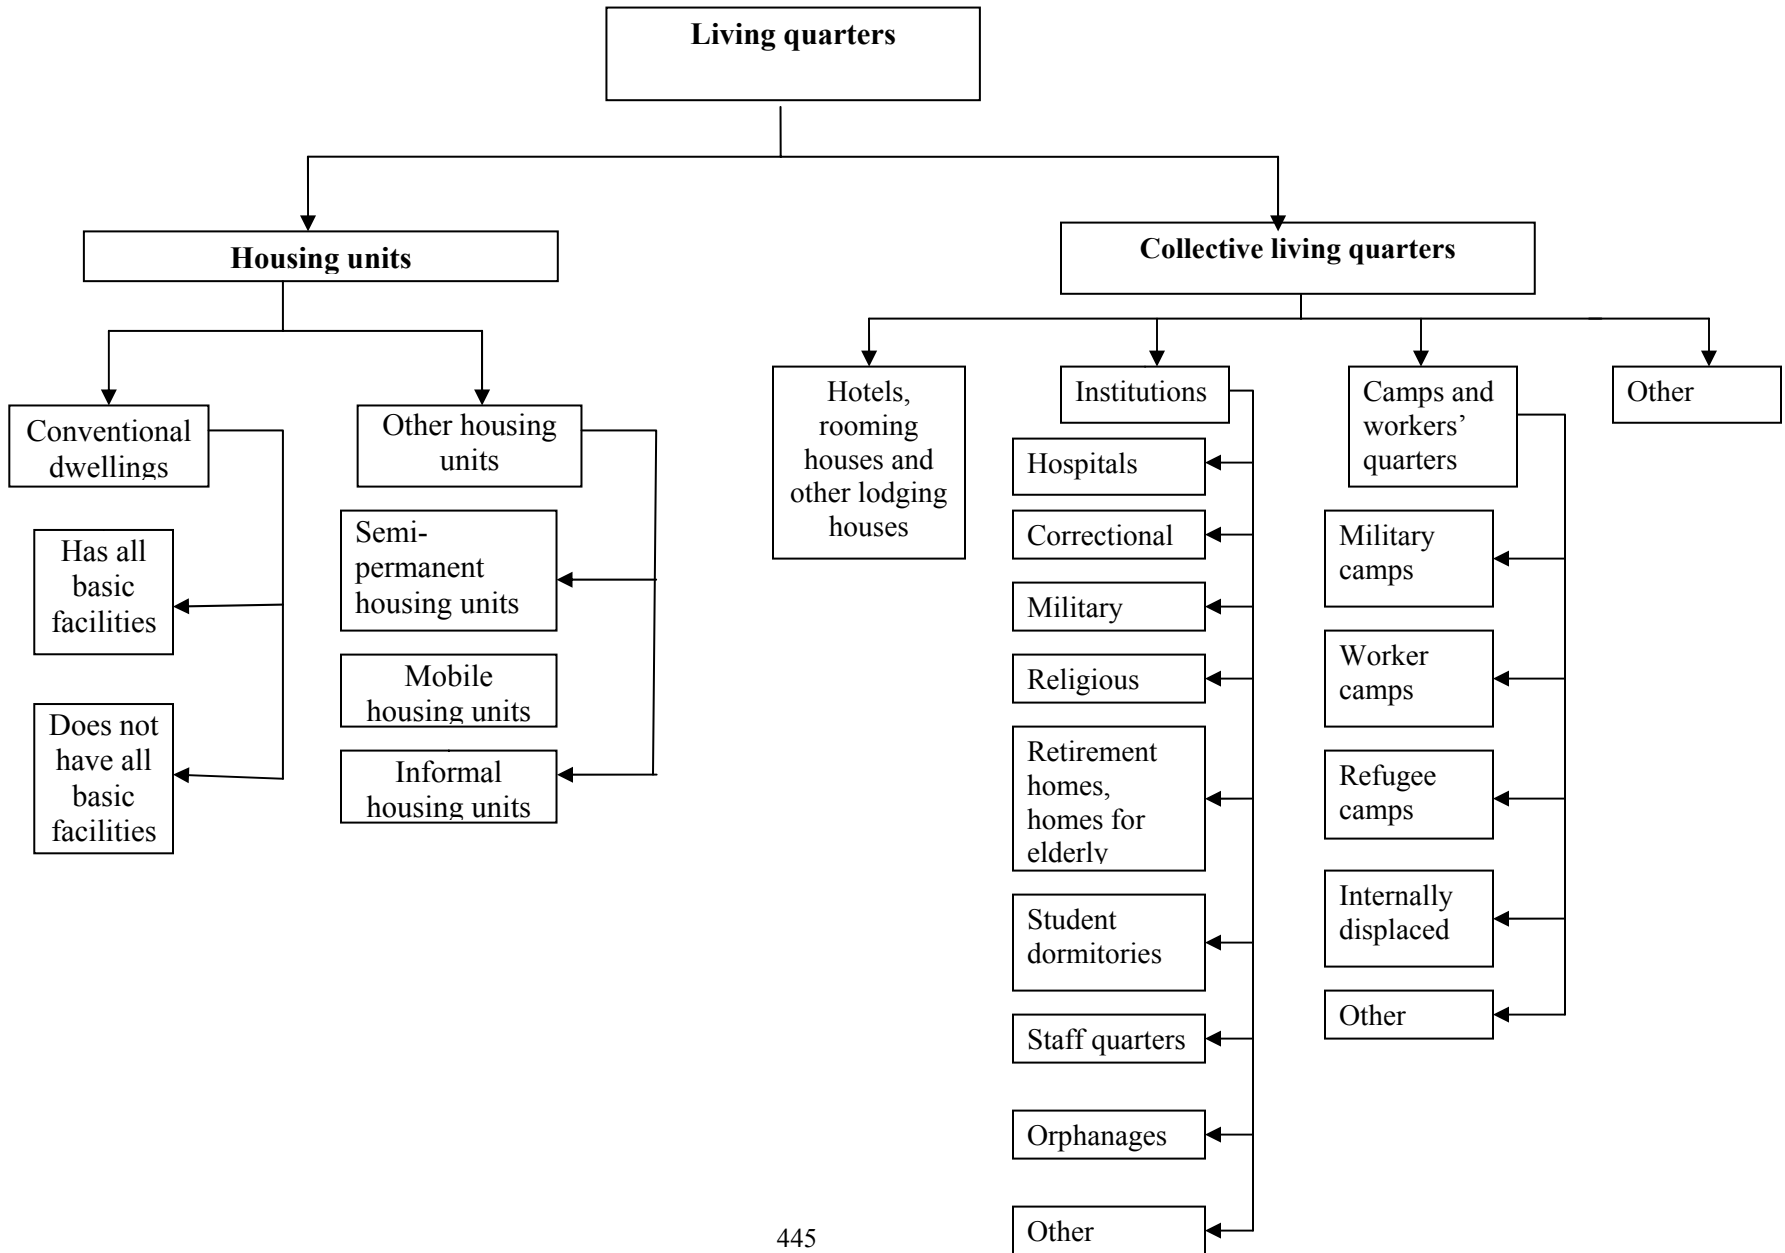 Living quarters
Housing units
Collective living quarters
Conventional
dwellings
Has all
basic
facilities
Does not
have all
basic
facilities
Other housing
units
Semi-
permanent
housing units
Mobile
housing units
Informal
housing units
Hotels,
rooming
houses and
other lodging
houses
Institutions
Hospitals
Correctional
Military
Religious
Retirement
homes,
homes for
elderly
Student
dormitories
Staff quarters
Orphanages
Other
Camps and
workers’
quarters
Military
camps
Worker
camps
Refugee
camps
Internally
displaced
Other
Other
445